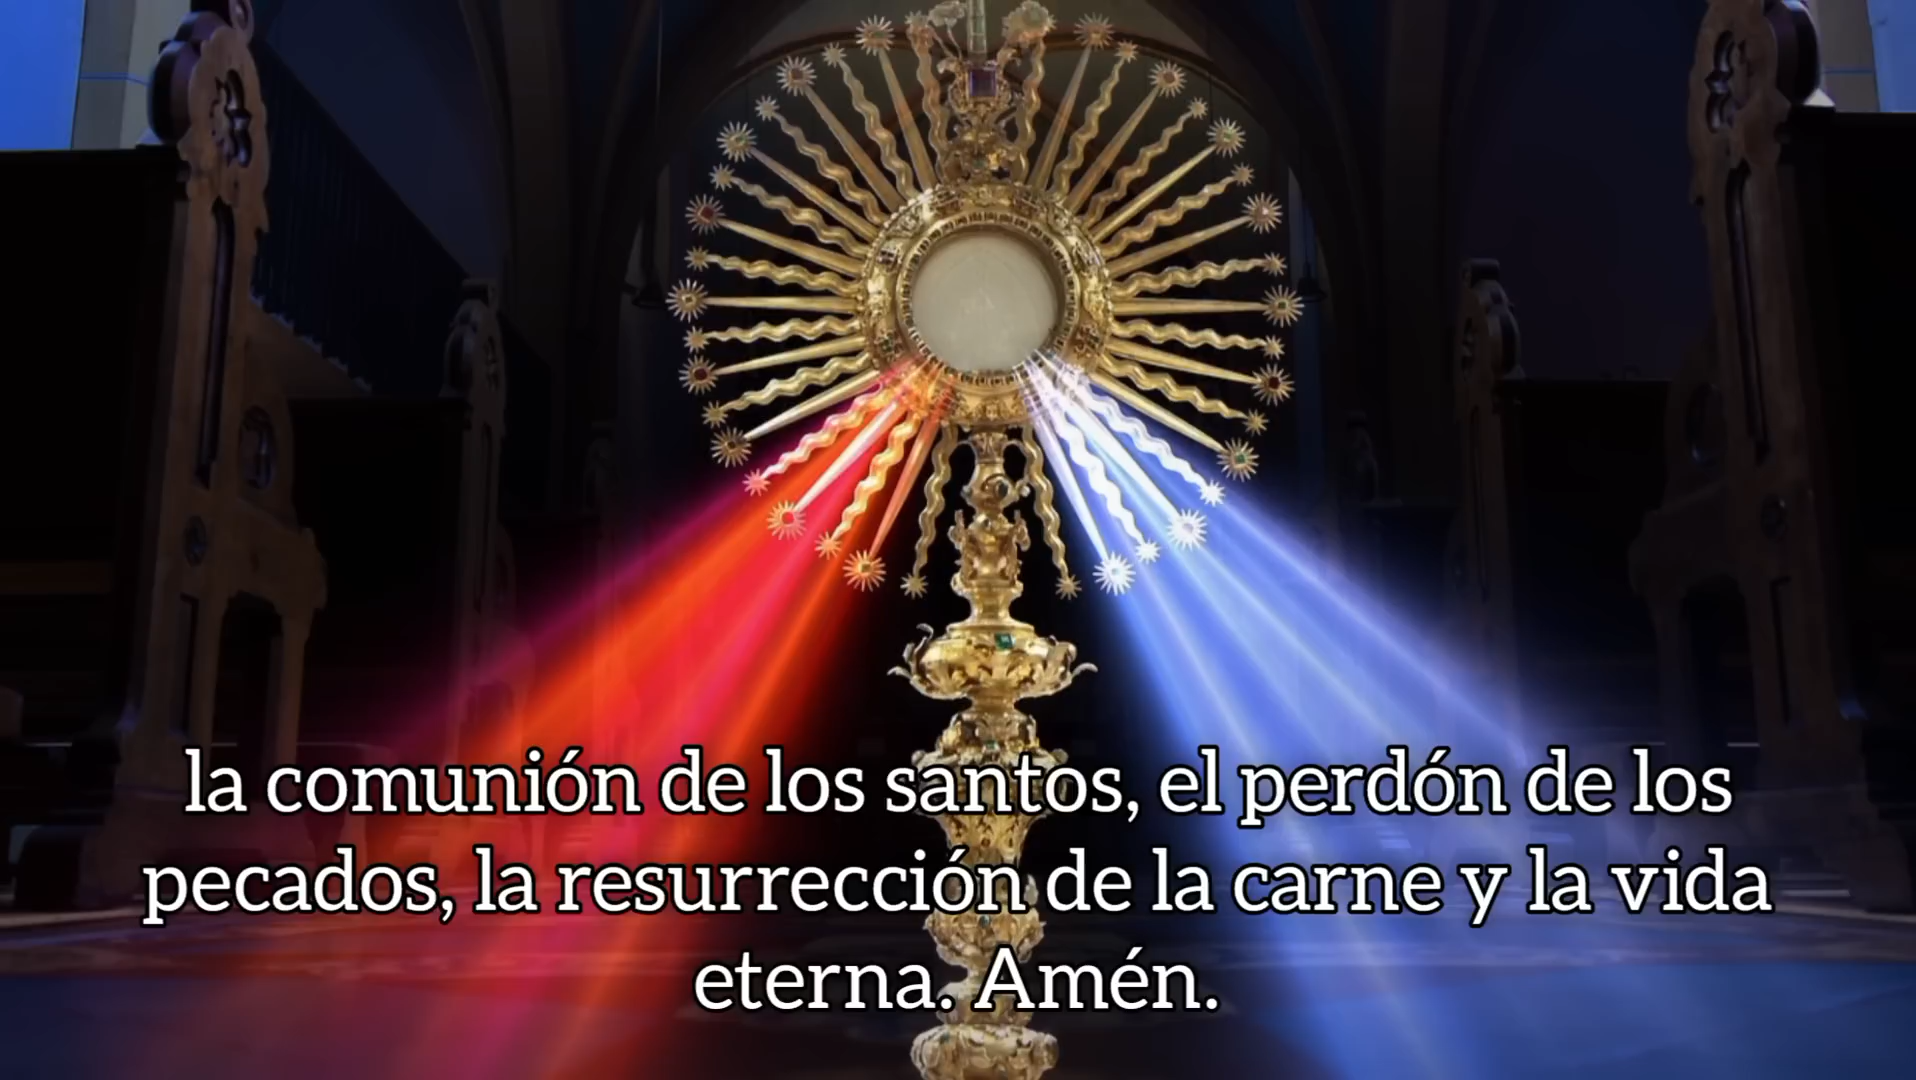 la comunión de los santos, el perdón de los
pecados, la resurrección de la carne y la vida
eterna. Amén.